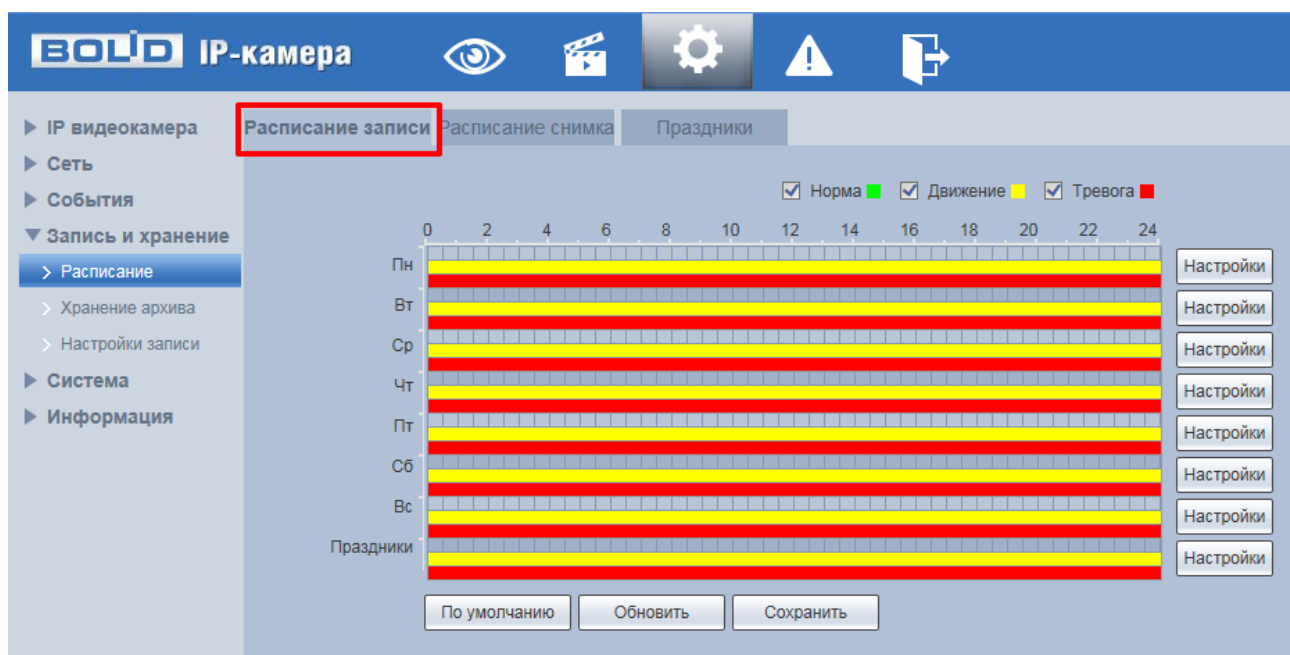 BOLID IP-камера
IP видеокамера
Сеть
События
Запись и хранение
Расписание
Хранение архива
Настройки записи
Система
Информация
Расписание записи Расписание снимка Праздники
Норма Движение Тревога
0 2 4 6 8 10 12 14 16 18 20 22 24
Пн Настройки
Вт Настройки
Ср Настройки
Чт Настройки
Пт Настройки
Сб Настройки
Вс Настройки
Праздники Настройки
По умолчанию Обновить Сохранить